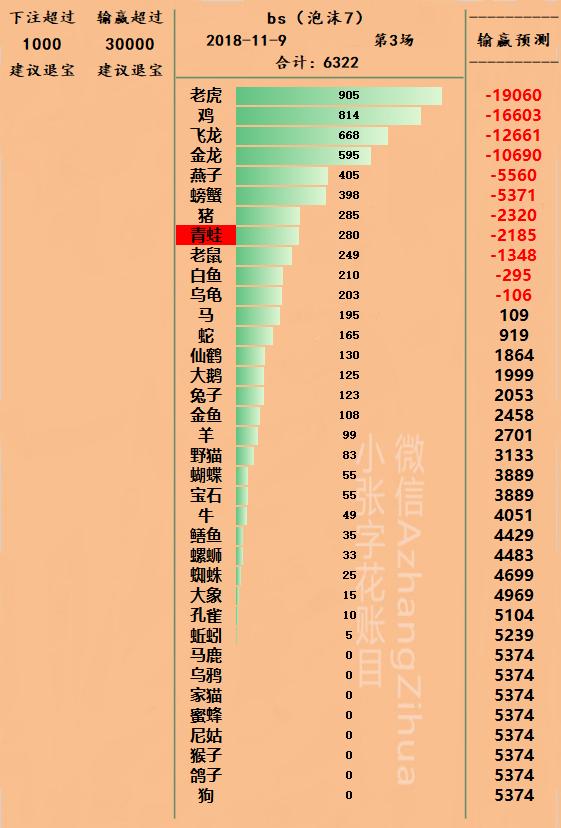 下注超过 输赢超过
1000 30000
建议退宝 建议退宝
bs（泡沫7）
2018-11-9 第3场
合计：6322
输赢预测
老虎 905 -19060
鸡 814 -16603
飞龙 668 -12661
金龙 595 -10690
燕子 405 -5560
螃蟹 398 -5371
猪 285 -2320
青蛙 280 -2185
老鼠 249 -1348
白鱼 210 -295
乌龟 203 -106
马 195 109
蛇 165 919
仙鹤 130 1864
大鹅 125 1999
兔子 123 2053
金鱼 108 2458
羊 99 2701
野猫 83 3133
蝴蝶 55 3889
宝石 55 3889
牛 49 4051
鳝鱼 35 4429
螺蛳 33 4483
蜘蛛 25 4699
大象 15 4969
孔雀 10 5104
蚯蚓 5 5239
马鹿 0 5374
乌鸦 0 5374
家猫 0 5374
蜜蜂 0 5374
尼姑 0 5374
猴子 0 5374
鸽子 0 5374
狗 0 5374
微信AzhangZihua
小张字花账目